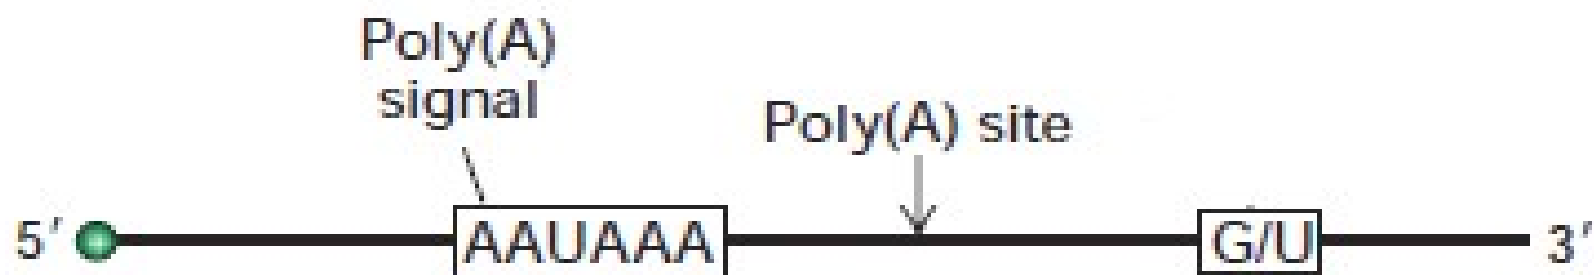 Poly(A)
signal
Poly(A) site
5′ AAUAAA G/U 3′